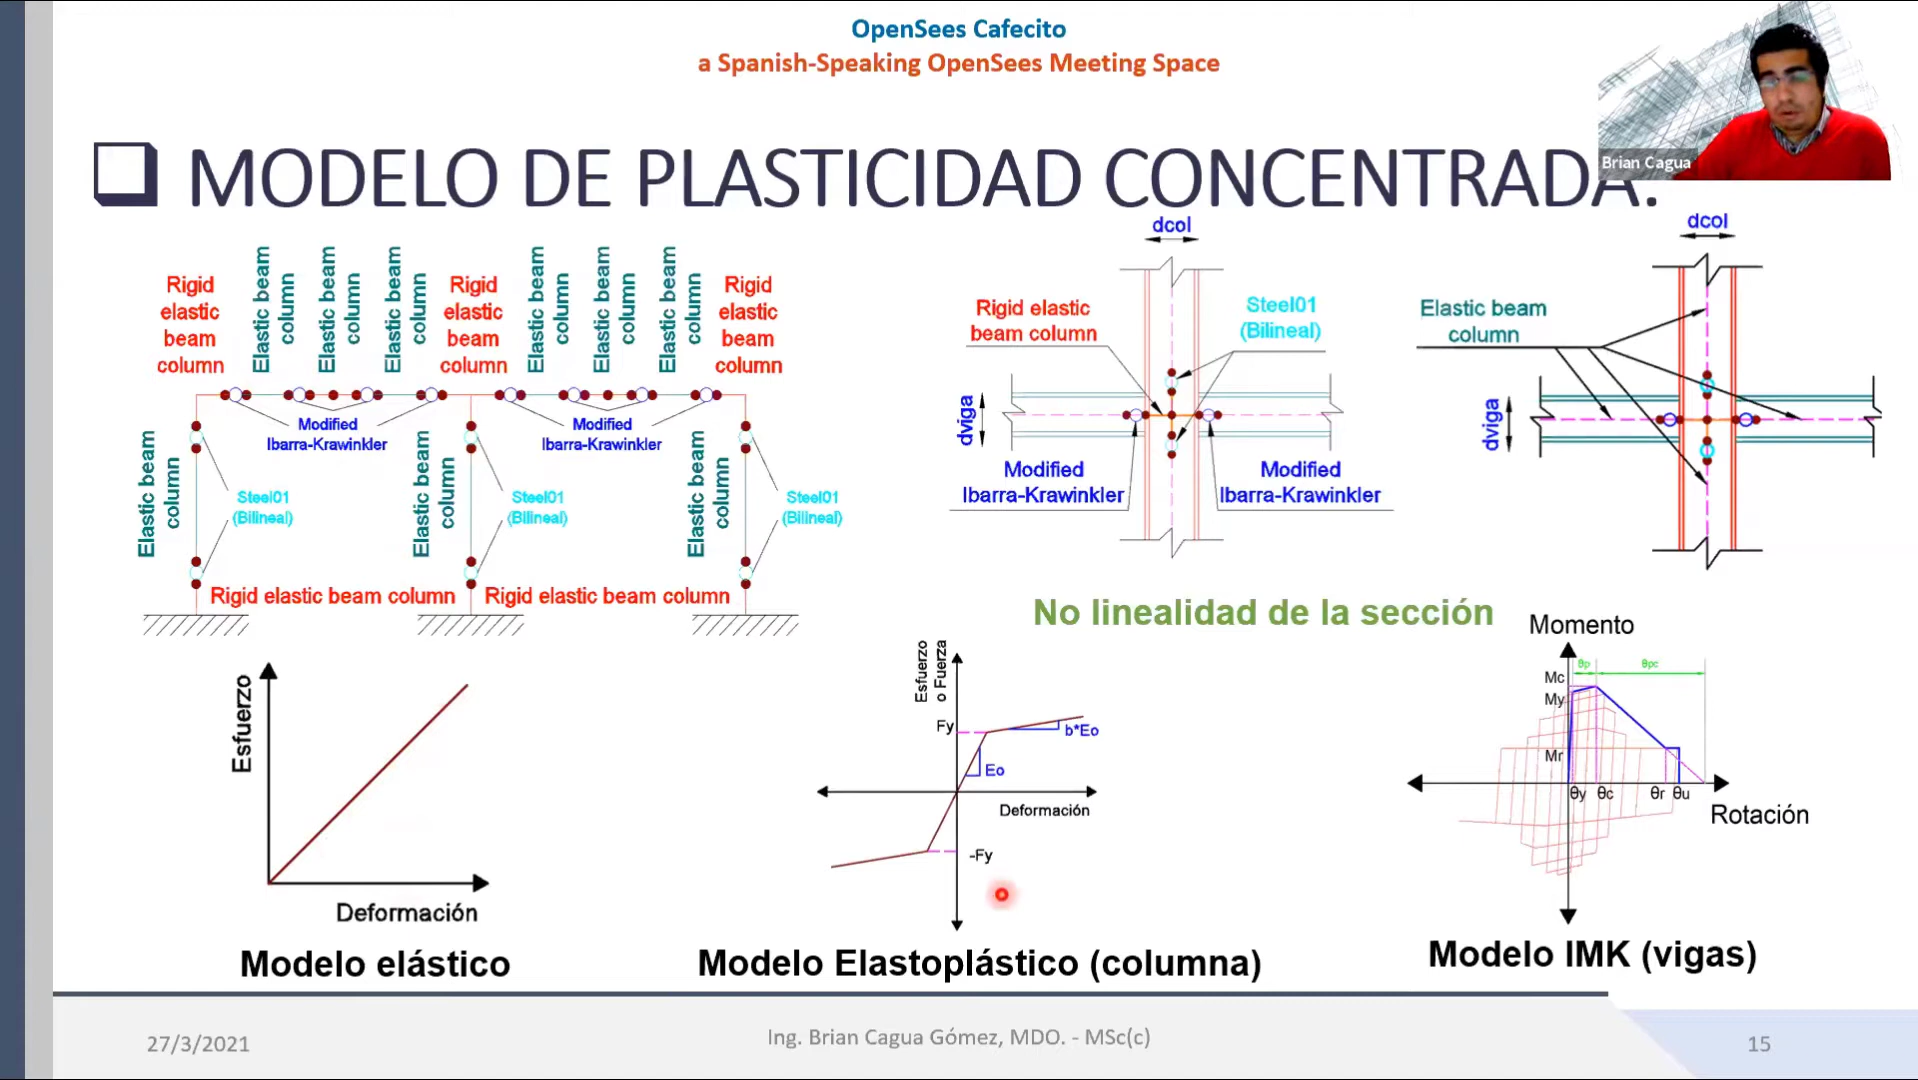 OpenSees Cafecito
a Spanish-Speaking OpenSees Meeting Space
Brian Cagua
MODELO DE PLASTICIDAD CONCENTRADA.
Rigid
elastic
beam
column
Elastic beam
column
Elastic beam
column
Elastic beam
column
Rigid
elastic
beam
column
Elastic beam
column
Elastic beam
column
Elastic beam
column
Rigid
elastic
beam
column
Modified
Ibarra-Krawinkler
Modified
Ibarra-Krawinkler
Elastic beam
column
Steel01
(Bilineal)
Elastic beam
column
Steel01
(Bilineal)
Elastic beam
column
Steel01
(Bilineal)
Rigid elastic beam column
Rigid elastic beam column
dcol
Rigid elastic
beam column
Steel01
(Bilineal)
dviga
Modified
Ibarra-Krawinkler
Modified
Ibarra-Krawinkler
dcol
Elastic beam
column
dviga
No linealidad de la sección
Esfuerzo
Deformación
Modelo elástico
Esfuerzo
o Fuerza
Fy
b*Eo
Eo
Deformación
-Fy
Modelo Elastoplástico (columna)
Momento
θp
θpc
Mc
My
Mr
θy
θc
θr
θu
Rotación
Modelo IMK (vigas)
27/3/2021
Ing. Brian Cagua Gómez, MDO. - MSc(c)
15